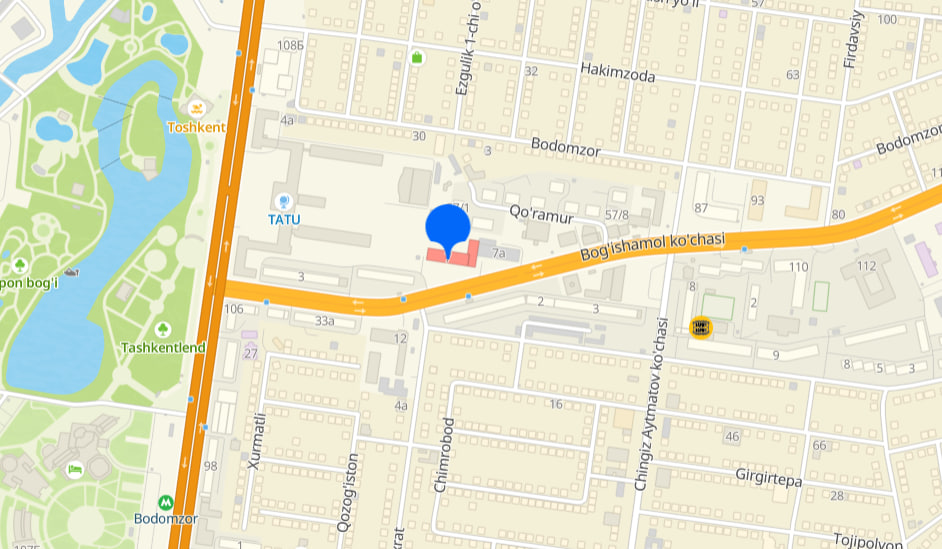 57
100
108Б
Ezgulik 1-chi
Firdavsiy
Hakimzoda
32
63
Toshkent
4a
30
3
Bodomzor
Bodomzor
TATU
Qo'ramur
57/8
87
93
80
7a
Bog'ishamol ko'chasi
pon bog'i
3
106
33a
2
3
8
110
2
112
Tashkentlend
27
12
9
8
5
3
4a
16
Xurmatli
Chimrobod
Chingiz Aytmatov ko'chasi
46
66
98
Qozog'iston
Girgirtepa
28
Bodomzor
1
krat
Tojipolvon